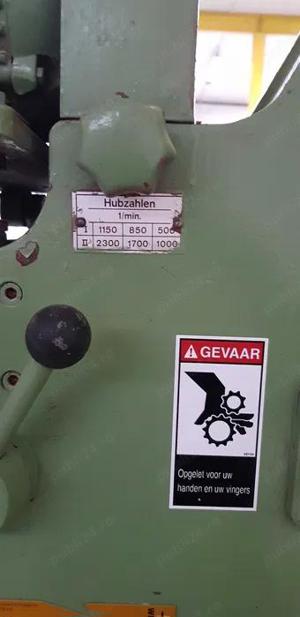 Hubzahlen
1/min.
1150 850 500
II 2300 1700 1000
GEVAAR
Opgelet voor uw
handen en uw vingers